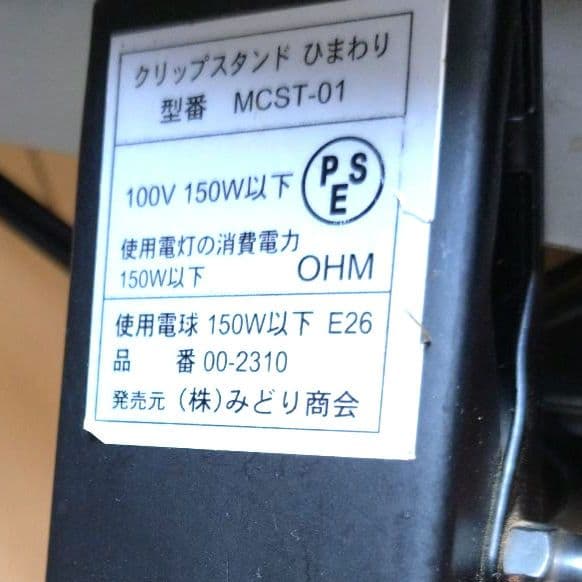 クリップスタンド ひまわり
型番 MCST-01
100V 150W以下 PSE
使用電灯の消費電力
150W以下 OHM
使用電球 150W以下 E26
品 番 00-2310
発売元 (株)みどり商会